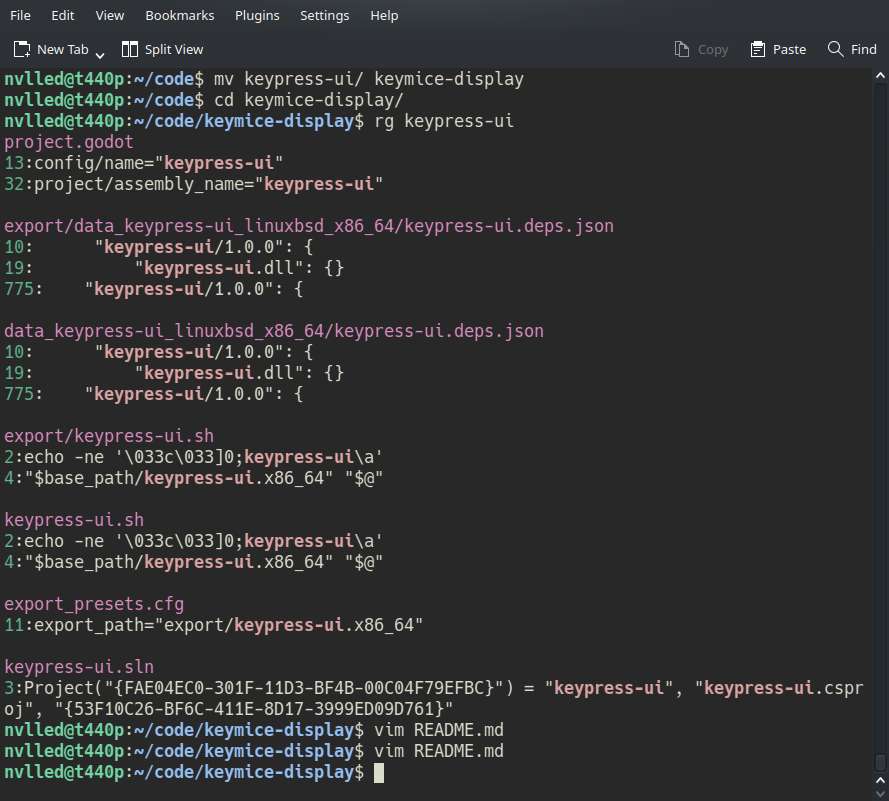 File Edit View Bookmarks Plugins Settings Help
New Tab Split View Copy Paste Find
nvlled@t440p:~/code$ mv keypress-ui/ keymice-display
nvlled@t440p:~/code$ cd keymice-display/
nvlled@t440p:~/code/keymice-display$ rg keypress-ui
project.godot
13:config/name="keypress-ui"
32:project/assembly_name="keypress-ui"
export/data_keypress-ui_linuxbsd_x86_64/keypress-ui.deps.json
10:      "keypress-ui/1.0.0": {
19:          "keypress-ui.dll": {}
775:    "keypress-ui/1.0.0": {
data_keypress-ui_linuxbsd_x86_64/keypress-ui.deps.json
10:      "keypress-ui/1.0.0": {
19:          "keypress-ui.dll": {}
775:    "keypress-ui/1.0.0": {
export/keypress-ui.sh
2:echo -ne '\033c\033]0;keypress-ui\a'
4:"$base_path/keypress-ui.x86_64" "$@"
keypress-ui.sh
2:echo -ne '\033c\033]0;keypress-ui\a'
4:"$base_path/keypress-ui.x86_64" "$@"
export_presets.cfg
11:export_path="export/keypress-ui.x86_64"
keypress-ui.sln
3:Project("{FAE04EC0-301F-11D3-BF4B-00C04F79EFBC}") = "keypress-ui", "keypress-ui.cspr
oj", "{53F10C26-BF6C-411E-8D17-3999ED09D761}"
nvlled@t440p:~/code/keymice-display$ vim README.md
nvlled@t440p:~/code/keymice-display$ vim README.md
nvlled@t440p:~/code/keymice-display$